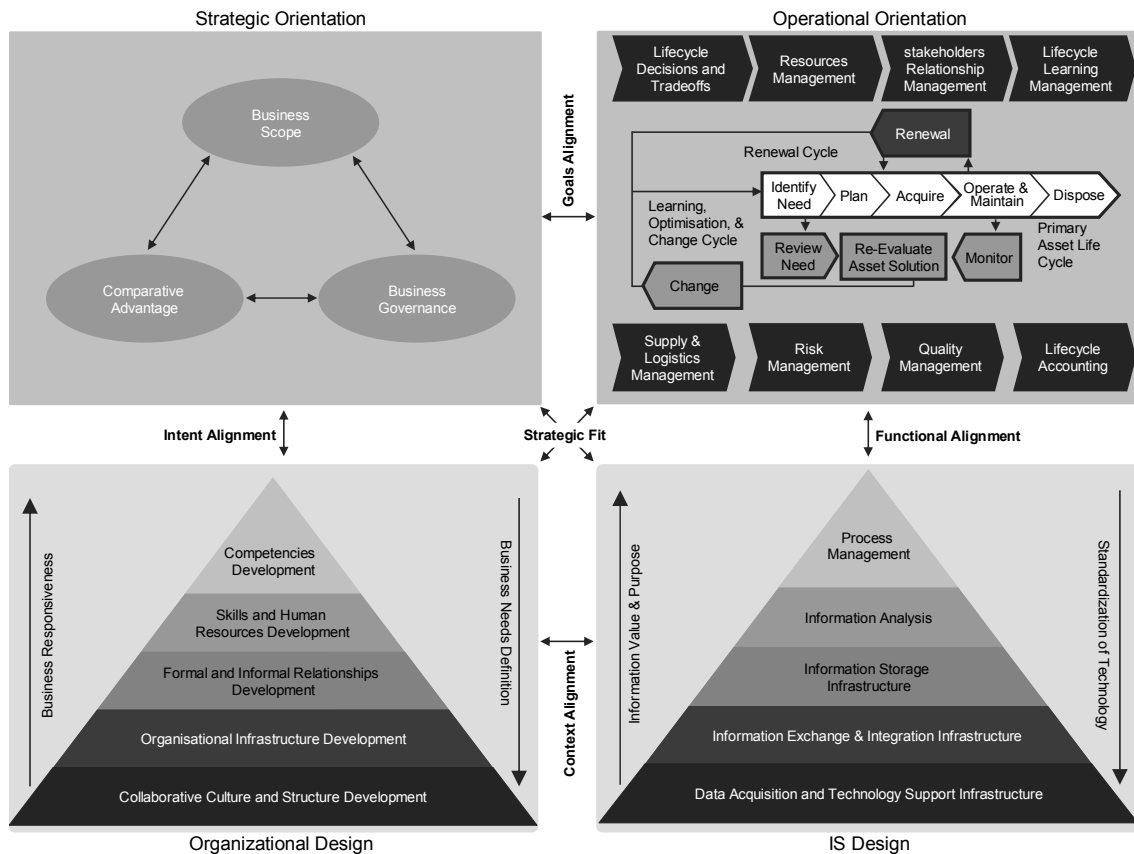 Strategic Orientation
Business
Scope
Comparative
Advantage
Business
Governance
Goals Alignment
Operational Orientation
Lifecycle
Decisions and
Tradeoffs
Resources
Management
stakeholders
Relationship
Management
Lifecycle
Learning
Management
Renewal
Renewal Cycle
Identify
Need
Plan
Acquire
Operate &
Maintain
Dispose
Learning,
Optimisation, &
Change Cycle
Review
Need
Re-Evaluate
Asset Solution
Monitor
Primary
Asset Life
Cycle
Change
Supply &
Logistics
Management
Risk
Management
Quality
Management
Lifecycle
Accounting
Intent Alignment
Strategic Fit
Functional Alignment
Business Responsiveness
Competencies
Development
Skills and Human
Resources Development
Formal and Informal Relationships
Development
Organisational Infrastructure Development
Collaborative Culture and Structure Development
Business Needs Definition
Organizational Design
Context Alignment
Information Value & Purpose
Process
Management
Information Analysis
Information Storage
Infrastructure
Information Exchange & Integration Infrastructure
Data Acquisition and Technology Support Infrastructure
Standardization of Technology
IS Design